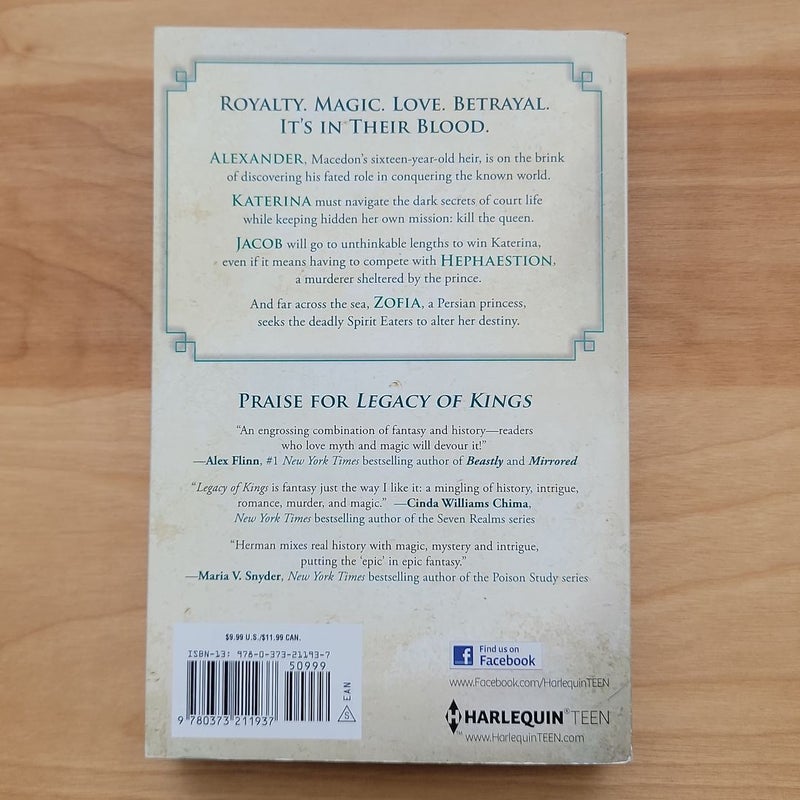 ROYALTY. MAGIC. LOVE. BETRAYAL.
IT'S IN THEIR BLOOD.
ALEXANDER, Macedon's sixteen-year-old heir, is on the brink
of discovering his fated role in conquering the known world.
KATERINA must navigate the dark secrets of court life
while keeping hidden her own mission: kill the queen.
JACOB will go to unthinkable lengths to win Katerina,
even if it means having to compete with HEPHAESTION,
a murderer sheltered by the prince.
And far across the sea, ZOFIA, a Persian princess,
seeks the deadly Spirit Eaters to alter her destiny.
PRAISE FOR LEGACY OF KINGS
“An engrossing combination of fantasy and history—readers
who love myth and magic will devour it!”
—Alex Flinn, #1 New York Times bestselling author of Beastly and Mirrored
“Legacy of Kings is fantasy just the way I like it: a mingling of history, intrigue,
romance, murder, and magic.” —Cinda Williams Chima,
New York Times bestselling author of the Seven Realms series
“Herman mixes real history with magic, mystery and intrigue,
putting the ‘epic’ in epic fantasy.”
—Maria V. Snyder, New York Times bestselling author of the Poison Study series
$9.99 U.S./$11.99 CAN.
ISBN-13: 978-0-373-21193-7
50999
9 780373 211937
EAN
S
f Find us on
Facebook
www.Facebook.com/HarlequinTEEN
HARLEQUIN® TEEN
™ www.HarlequinTEEN.com